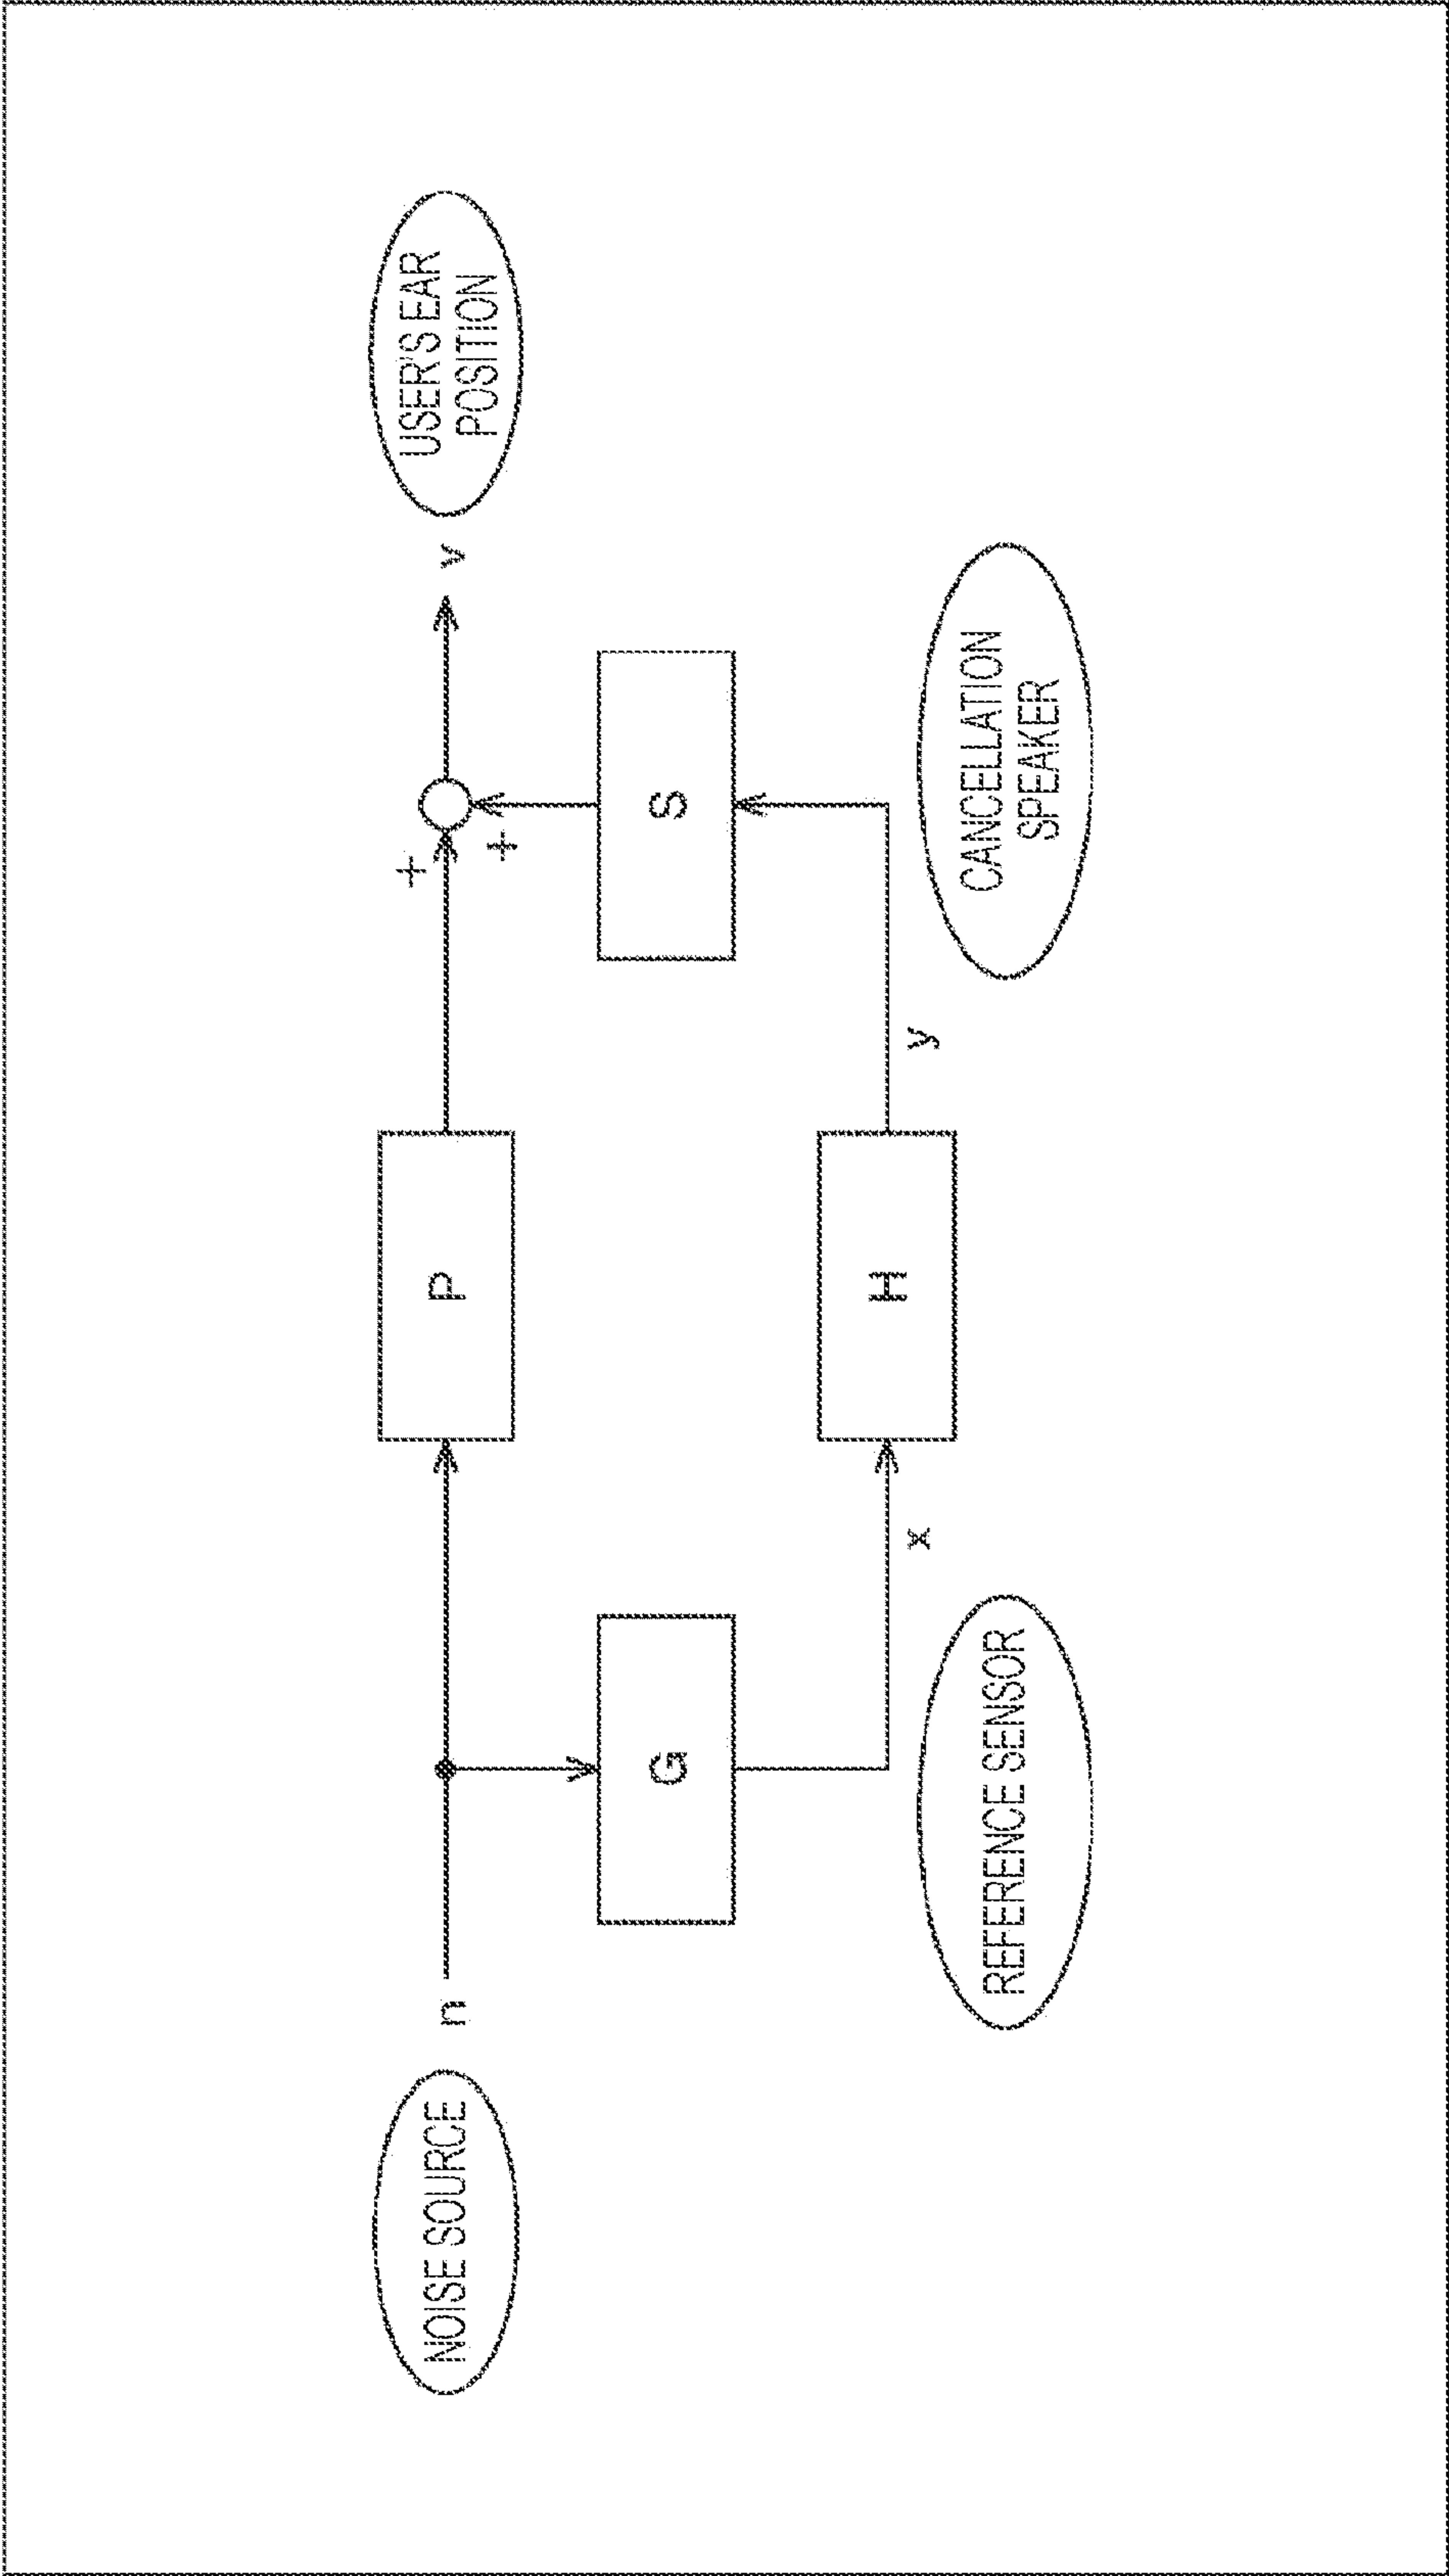 NOISE SOURCE
n
P
+
+
v
USER'S EAR
POSITION
G
S
x
H
y
REFERENCE SENSOR
CANCELLATION
SPEAKER